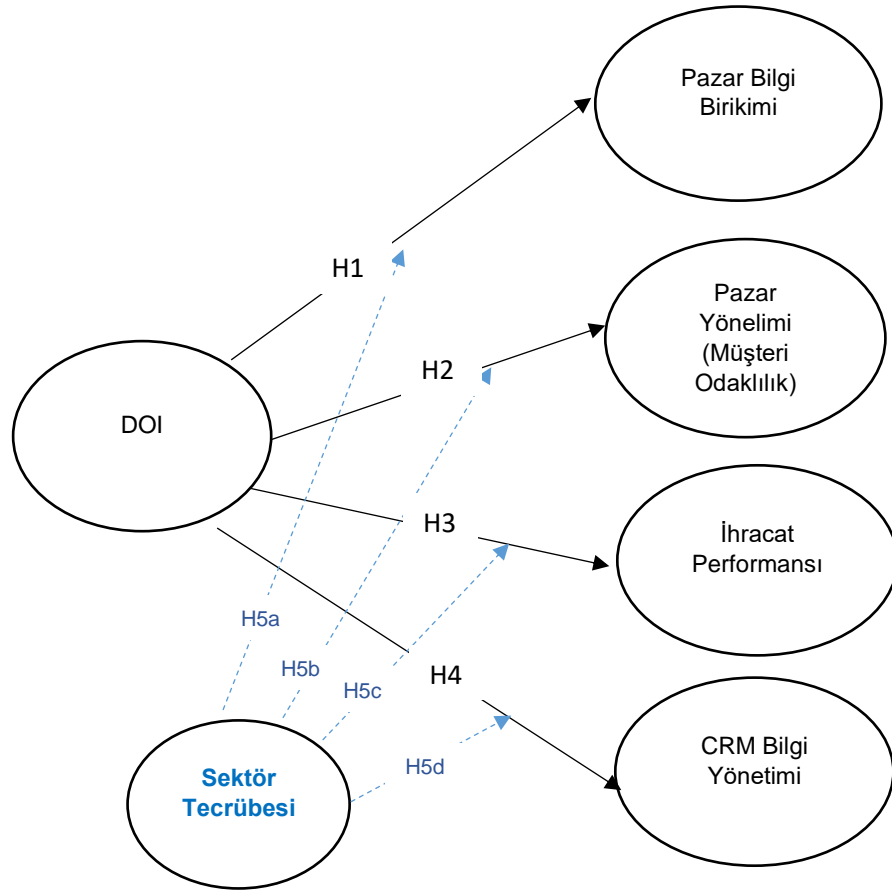 Pazar Bilgi
Birikimi
H1
Pazar
Yönelimi
(Müşteri
Odaklılık)
H2
DOI
H3
İhracat
Performansı
H5a
H5b
H5c
H4
CRM Bilgi
Yönetimi
H5d
Sektör
Tecrübesi